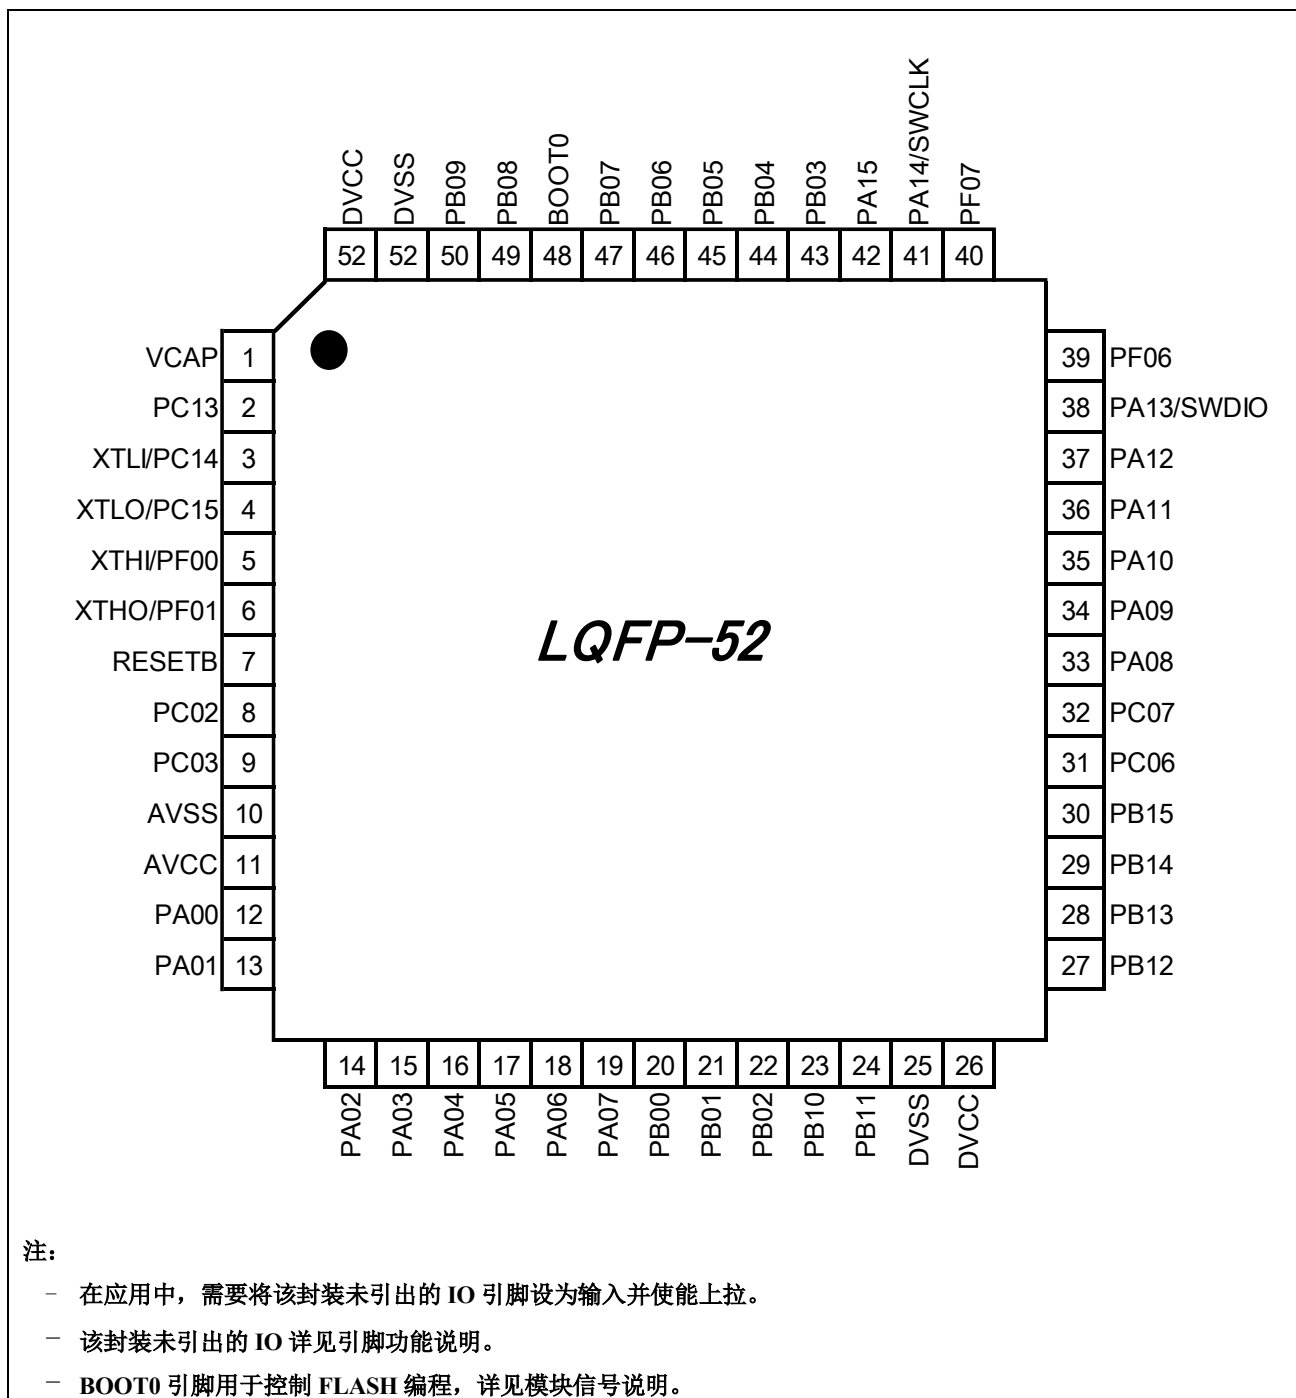 DVCC DVSS PB09 PB08 BOOT0 PB07 PB06 PB05 PB04 PB03 PA15 PA14/SWCLK PF07
52 52 50 49 48 47 46 45 44 43 42 41 40
VCAP 1
PC13 2
XTLI/PC14 3
XTLO/PC15 4
XTHI/PF00 5
XTHO/PF01 6
RESETB 7
PC02 8
PC03 9
AVSS 10
AVCC 11
PA00 12
PA01 13
LQFP-52
39 PF06
38 PA13/SWDIO
37 PA12
36 PA11
35 PA10
34 PA09
33 PA08
32 PC07
31 PC06
30 PB15
29 PB14
28 PB13
27 PB12
14 15 16 17 18 19 20 21 22 23 24 25 26
PA02 PA03 PA04 PA05 PA06 PA07 PB00 PB01 PB02 PB10 PB11 DVSS DVCC
注：
－ 在应用中，需要将该封装未引出的 IO 引脚设为输入并使能上拉。
－ 该封装未引出的 IO 详见引脚功能说明。
－ BOOT0 引脚用于控制 FLASH 编程，详见模块信号说明。